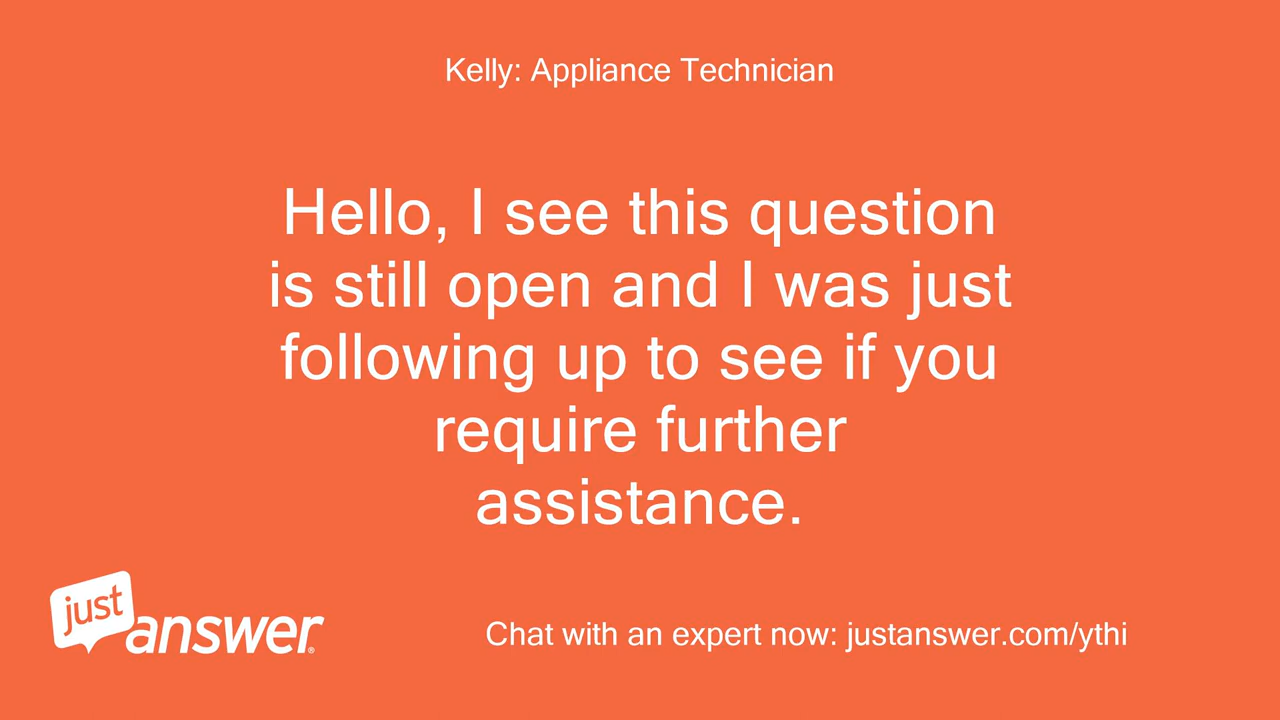 Kelly: Appliance Technician
Hello, I see this question
is still open and I was just
following up to see if you
require further
assistance.
just
answer®
Chat with an expert now: justanswer.com/ythi